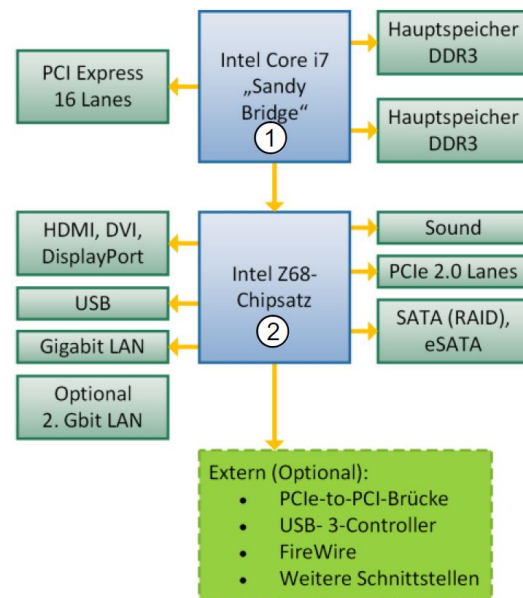 PCI Express
16 Lanes
Intel Core i7
„Sandy
Bridge“
1
Hauptspeicher
DDR3
Hauptspeicher
DDR3
HDMI, DVI,
DisplayPort
USB
Gigabit LAN
Optional
2. Gbit LAN
Intel Z68-
Chipsatz
2
Sound
PCIe 2.0 Lanes
SATA (RAID),
eSATA
Extern (Optional):
• PCIe-to-PCI-Brücke
• USB- 3-Controller
• FireWire
• Weitere Schnittstellen